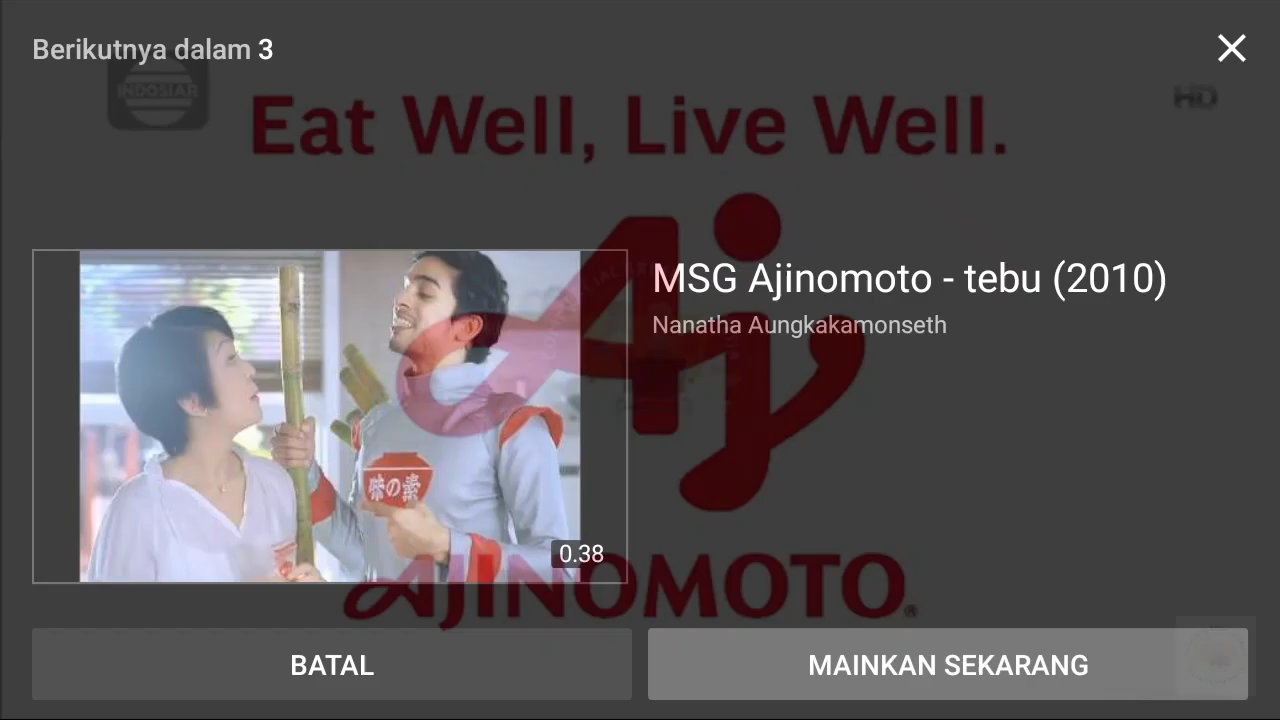 Berikutnya dalam 3
INDOSIAR
HD
Eat Well, Live Well.
MSG Ajinomoto - tebu (2010)
Nanatha Aungkakamonseth
味の素
0.38
AJINOMOTO®
BATAL
MAINKAN SEKARANG